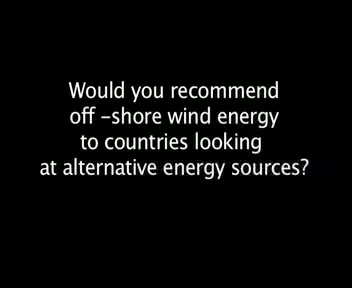 Would you recommend
off –shore wind energy
to countries looking
at alternative energy sources?